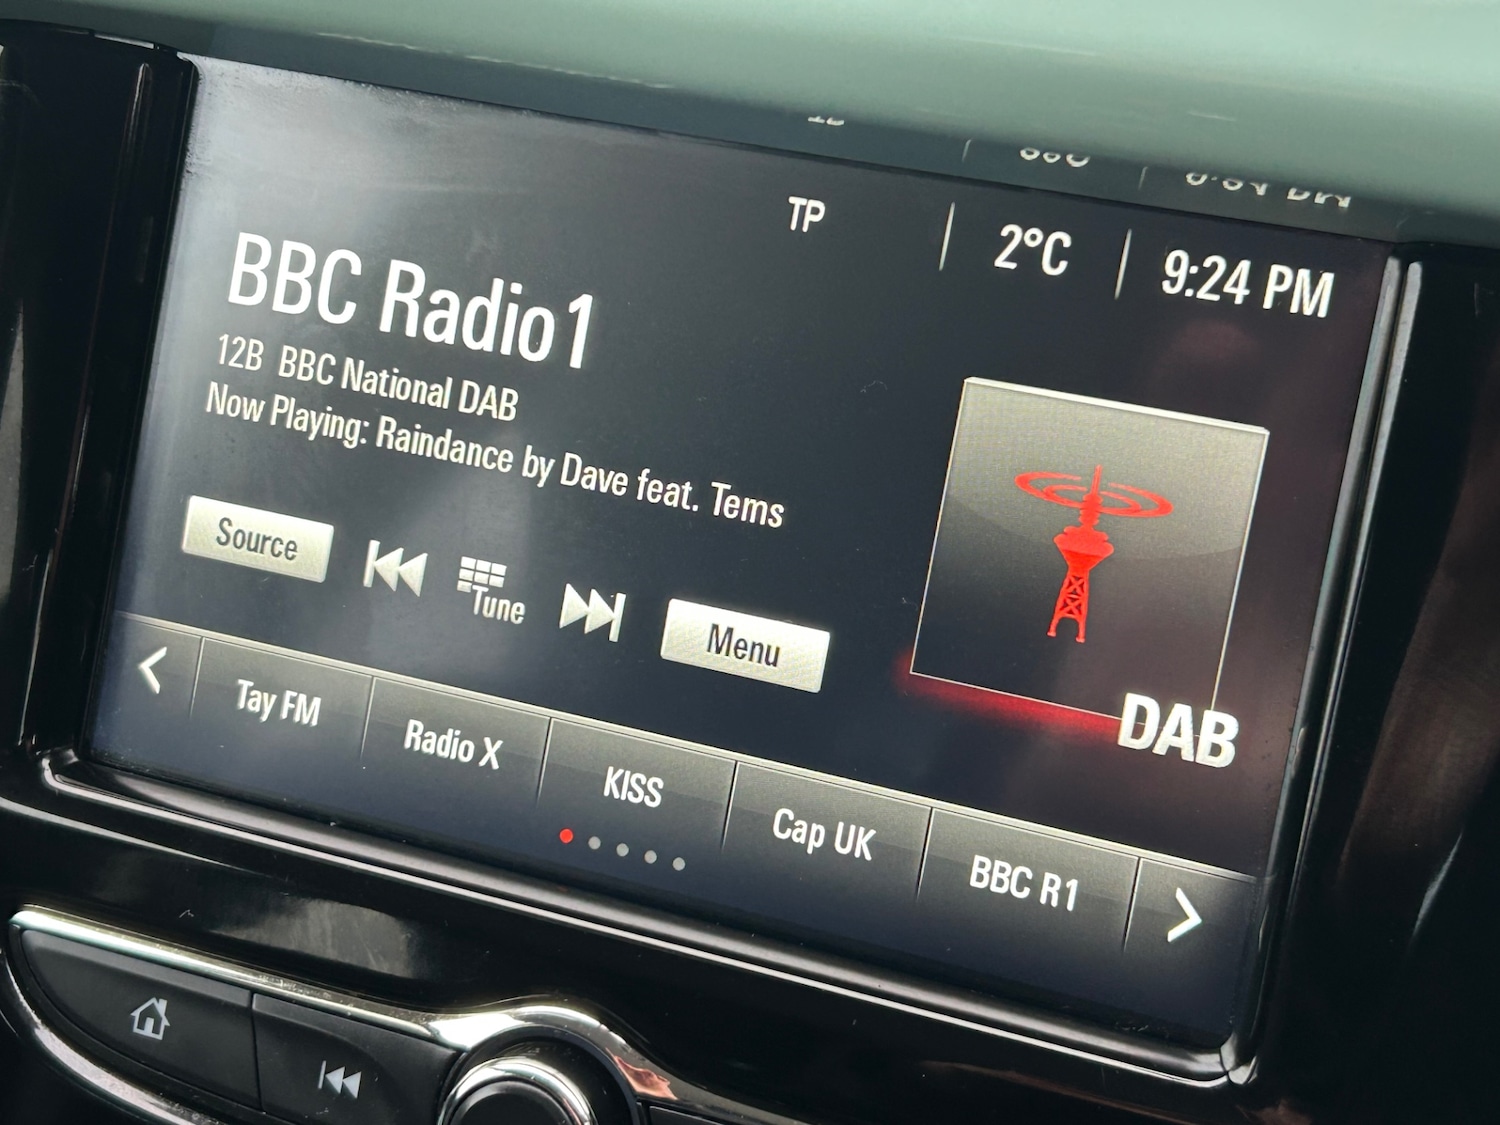 TP
2°C
9:24 PM
BBC Radio1
12B BBC National DAB
Now Playing: Raindance by Dave feat. Tems
Source
Tune
Menu
DAB
Tay FM
Radio X
KISS
Cap UK
BBC R1